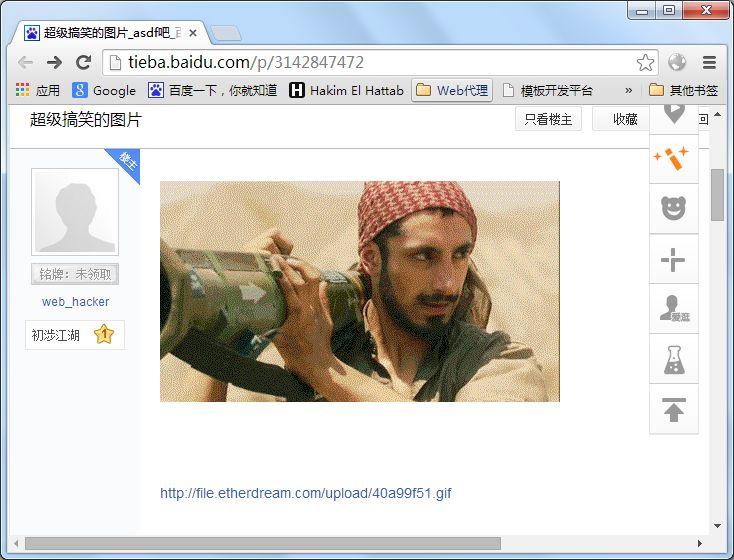 超级搞笑的图片_asdf吧_百
tieba.baidu.com/p/3142847472
应用 Google 百度一下，你就知道 Hakim El Hattab Web代理 模板开发平台 » 其他书签
超级搞笑的图片 只看楼主 收藏 回
楼主
铭牌：未领取
web_hacker
初涉江湖 1
爱逛
http://file.etherdream.com/upload/40a99f51.gif